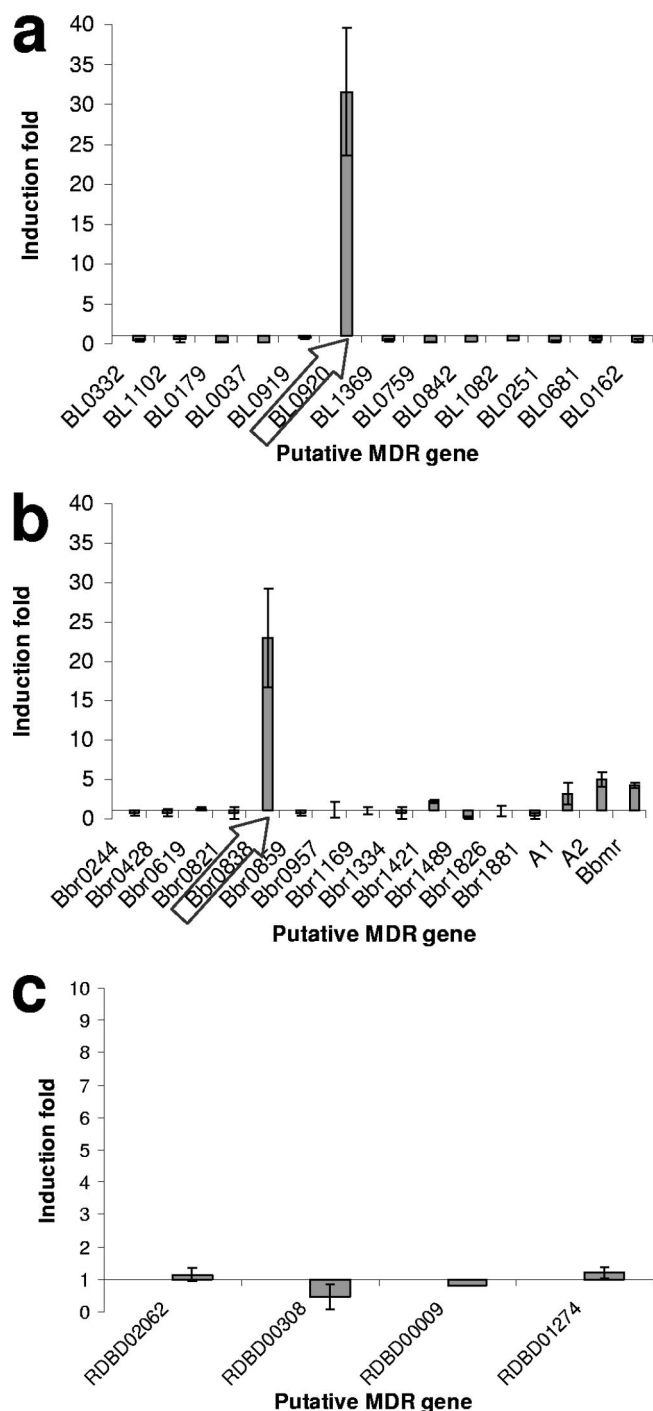 a
40
35
30
25
20
15
10
5
0
Induction fold
BL0332
BL1102
BL0179
BL0037
BL0919
BL0920
BL1369
BL0759
BL0842
BL1082
BL0251
BL0681
BL0162
Putative MDR gene
b
40
35
30
25
20
15
10
5
0
Induction fold
Bbr0244
Bbr0428
Bbr0619
Bbr0821
Bbr0838
Bbr0859
Bbr0957
Bbr1169
Bbr1334
Bbr1421
Bbr1489
Bbr1826
Bbr1881
A1
A2
Bbmr
Putative MDR gene
c
10
9
8
7
6
5
4
3
2
1
0
Induction fold
RDBD02062
RDBD00308
RDBD00009
RDBD01274
Putative MDR gene